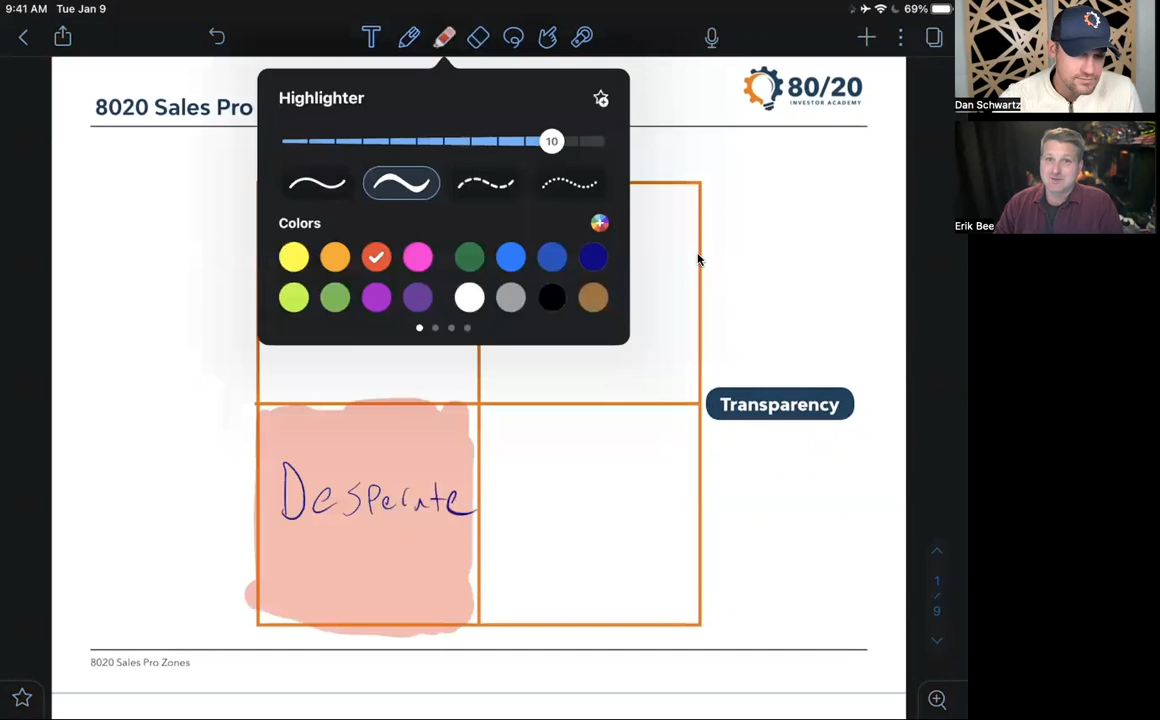 9:41 AM Tue Jan 9
69%
8020 Sales Pro
80/20
INVESTOR ACADEMY
Dan Schwartz
Erik Bee
Highlighter
10
Colors
Transparency
Desperate
1
/
9
8020 Sales Pro Zones